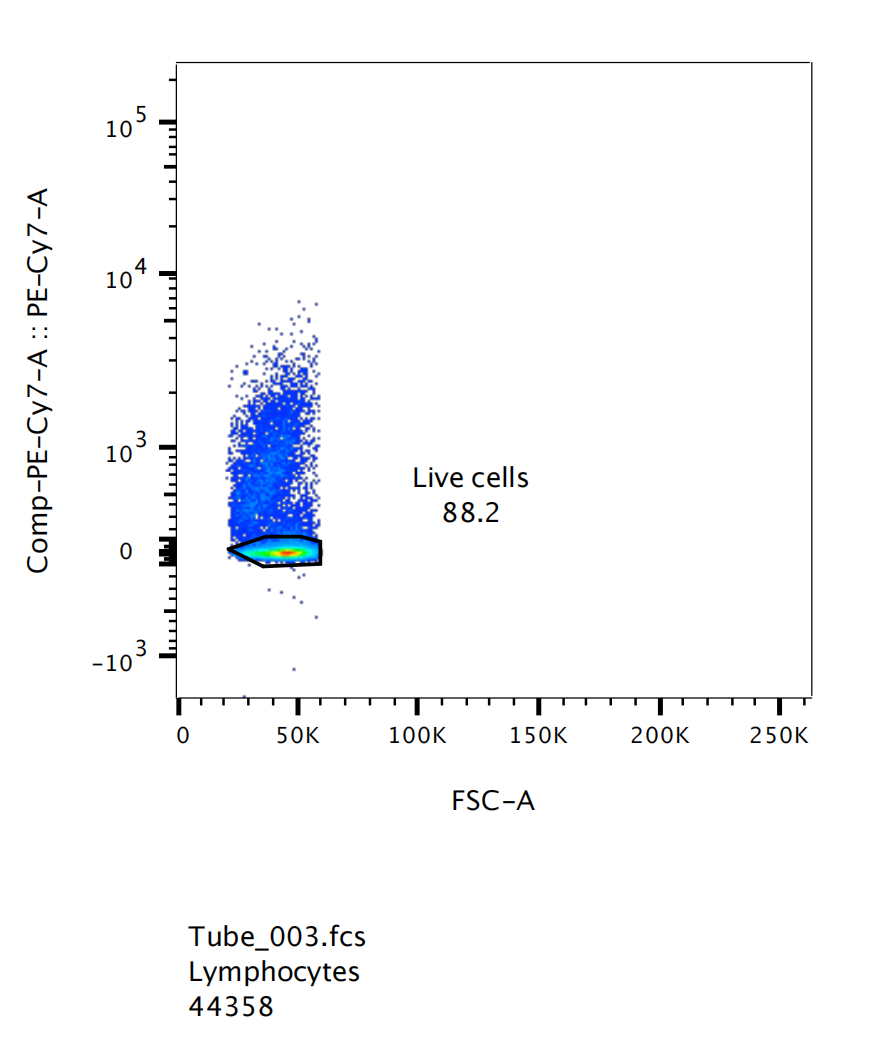 10^5
10^4
10^3
0
-10^3
Comp-PE-Cy7-A :: PE-Cy7-A
Live cells
88.2
0 50K 100K 150K 200K 250K
FSC-A
Tube_003.fcs
Lymphocytes
44358